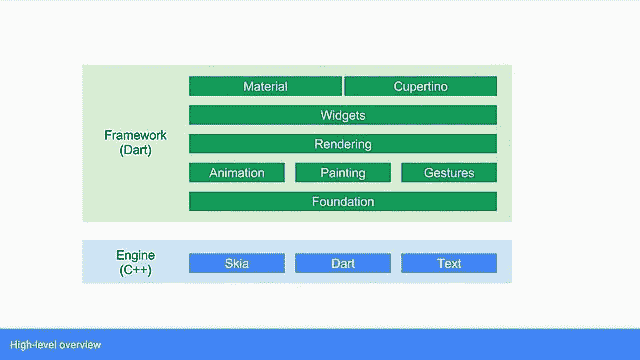 Material Cupertino
Widgets
Framework
(Dart)
Rendering
Animation Painting Gestures
Foundation
Engine
(C++)
Skia Dart Text
High-level overview